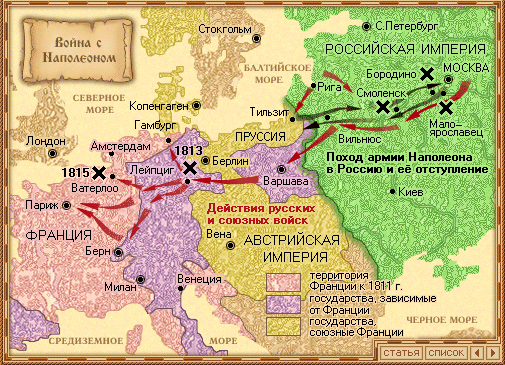 Война с
Наполеоном
Стокгольм
С.Петербург
РОССИЙСКАЯ ИМПЕРИЯ
БАЛТИЙСКОЕ
МОРЕ
Бородино
МОСКВА
Рига
Смоленск
СЕВЕРНОЕ
МОРЕ
Копенгаген
Тильзит
Мало-
ярославец
Гамбург
ПРУССИЯ
Вильнюс
Лондон
Амстердам
1813
Берлин
Поход армии Наполеона
в Россию и её отступление
1815
Лейпциг
Ватерлоо
Варшава
Киев
Париж
Действия русских
и союзных войск
ФРАНЦИЯ
Вена
АВСТРИЙСКАЯ
ИМПЕРИЯ
Берн
Милан
Венеция
территория
Франции к 1811 г.
государства, зависимые
от Франции
государства,
союзные Франции
ЧЕРНОЕ МОРЕ
СРЕДИЗЕМНОЕ
МОРЕ
статья
список